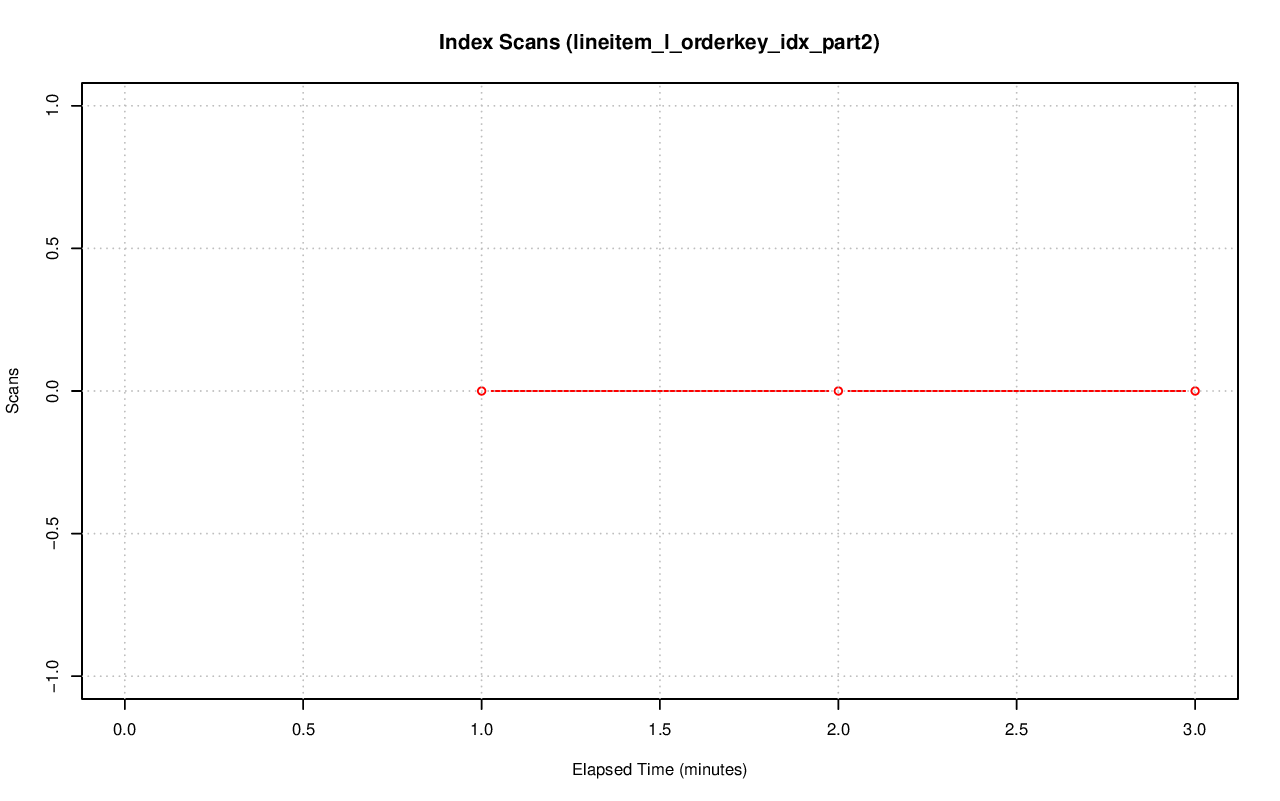 Index Scans (lineitem_l_orderkey_idx_part2)
1.0
0.5
0.0
−0.5
−1.0
Scans
0.0 0.5 1.0 1.5 2.0 2.5 3.0
Elapsed Time (minutes)